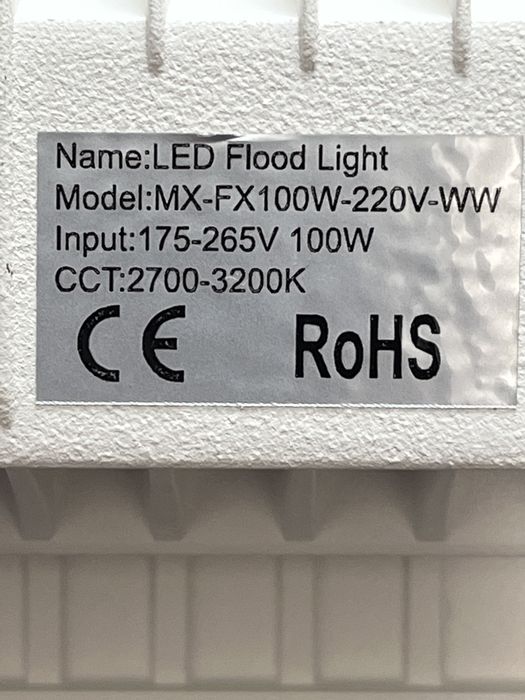 Name:LED Flood Light
Model:MX-FX100W-220V-WW
Input:175-265V 100W
CCT:2700-3200K
CE RoHS